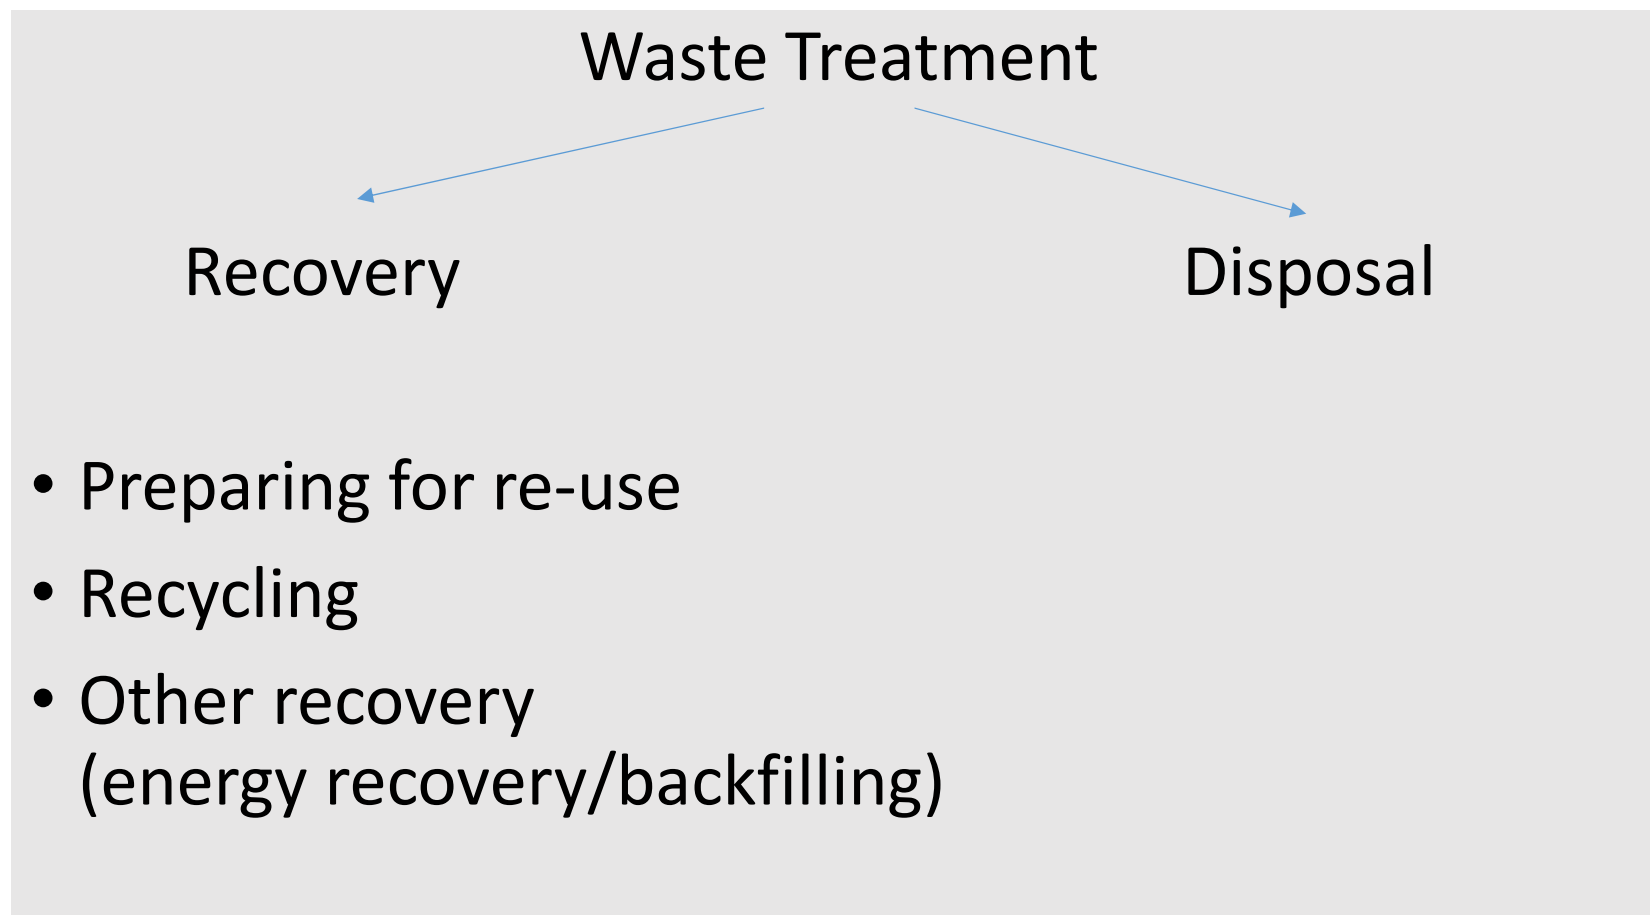 Waste Treatment
Recovery
Disposal
• Preparing for re-use
• Recycling
• Other recovery
(energy recovery/backfilling)